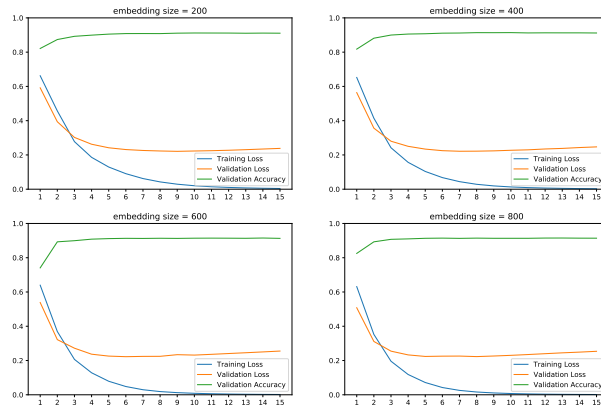 embedding size = 200
1.0
0.8
0.6
0.4
0.2
0.0
Training Loss
Validation Loss
Validation Accuracy
1 2 3 4 5 6 7 8 9 10 11 12 13 14 15
embedding size = 400
1.0
0.8
0.6
0.4
0.2
0.0
Training Loss
Validation Loss
Validation Accuracy
1 2 3 4 5 6 7 8 9 10 11 12 13 14 15
embedding size = 600
1.0
0.8
0.6
0.4
0.2
0.0
Training Loss
Validation Loss
Validation Accuracy
1 2 3 4 5 6 7 8 9 10 11 12 13 14 15
embedding size = 800
1.0
0.8
0.6
0.4
0.2
0.0
Training Loss
Validation Loss
Validation Accuracy
1 2 3 4 5 6 7 8 9 10 11 12 13 14 15